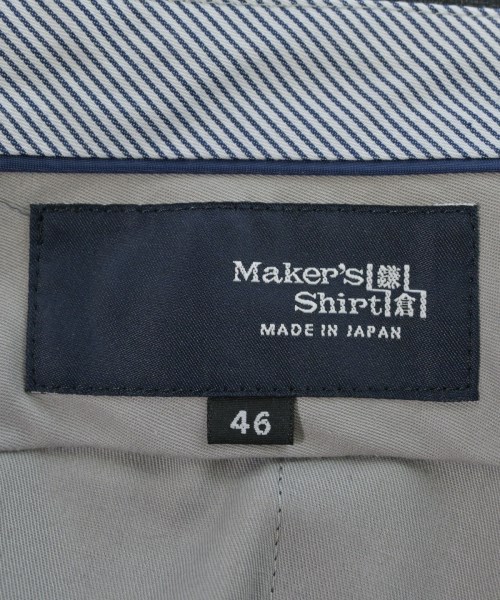 Maker's 鎌
Shirt 倉
MADE IN JAPAN
46